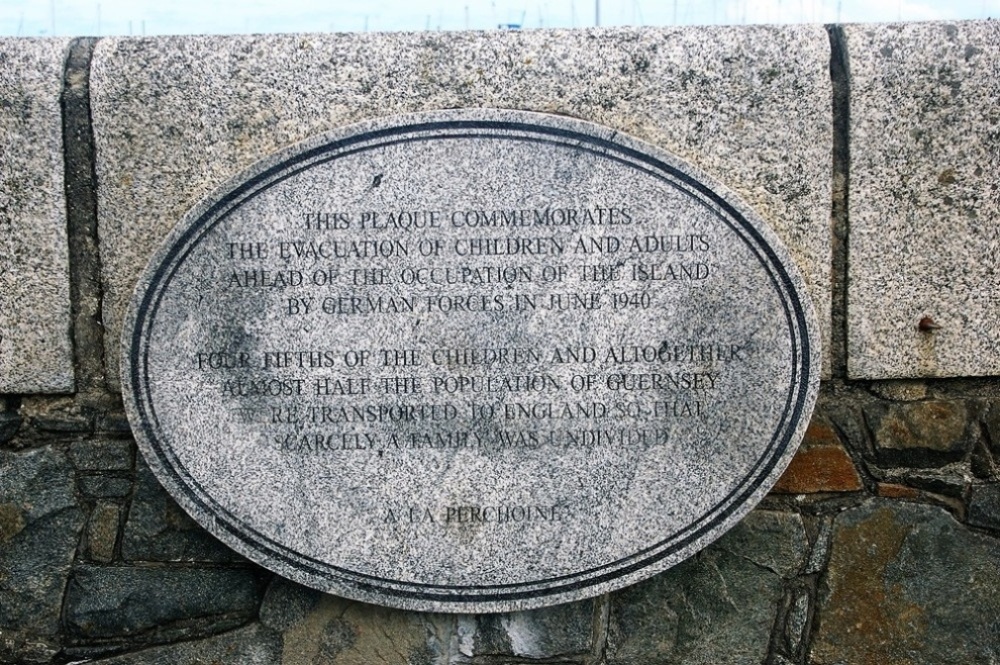 THIS PLAQUE COMMEMORATES
THE EVACUATION OF CHILDREN AND ADULTS
AHEAD OF THE OCCUPATION OF THE ISLAND
BY GERMAN FORCES IN JUNE 1940
FOUR FIFTHS OF THE CHILDREN AND ALTOGETHER
ALMOST HALF THE POPULATION OF GUERNSEY
RE TRANSPORTED TO ENGLAND SO THAT
SCARCELY A FAMILY WAS UNDIVIDED
A LA PERCHOINE